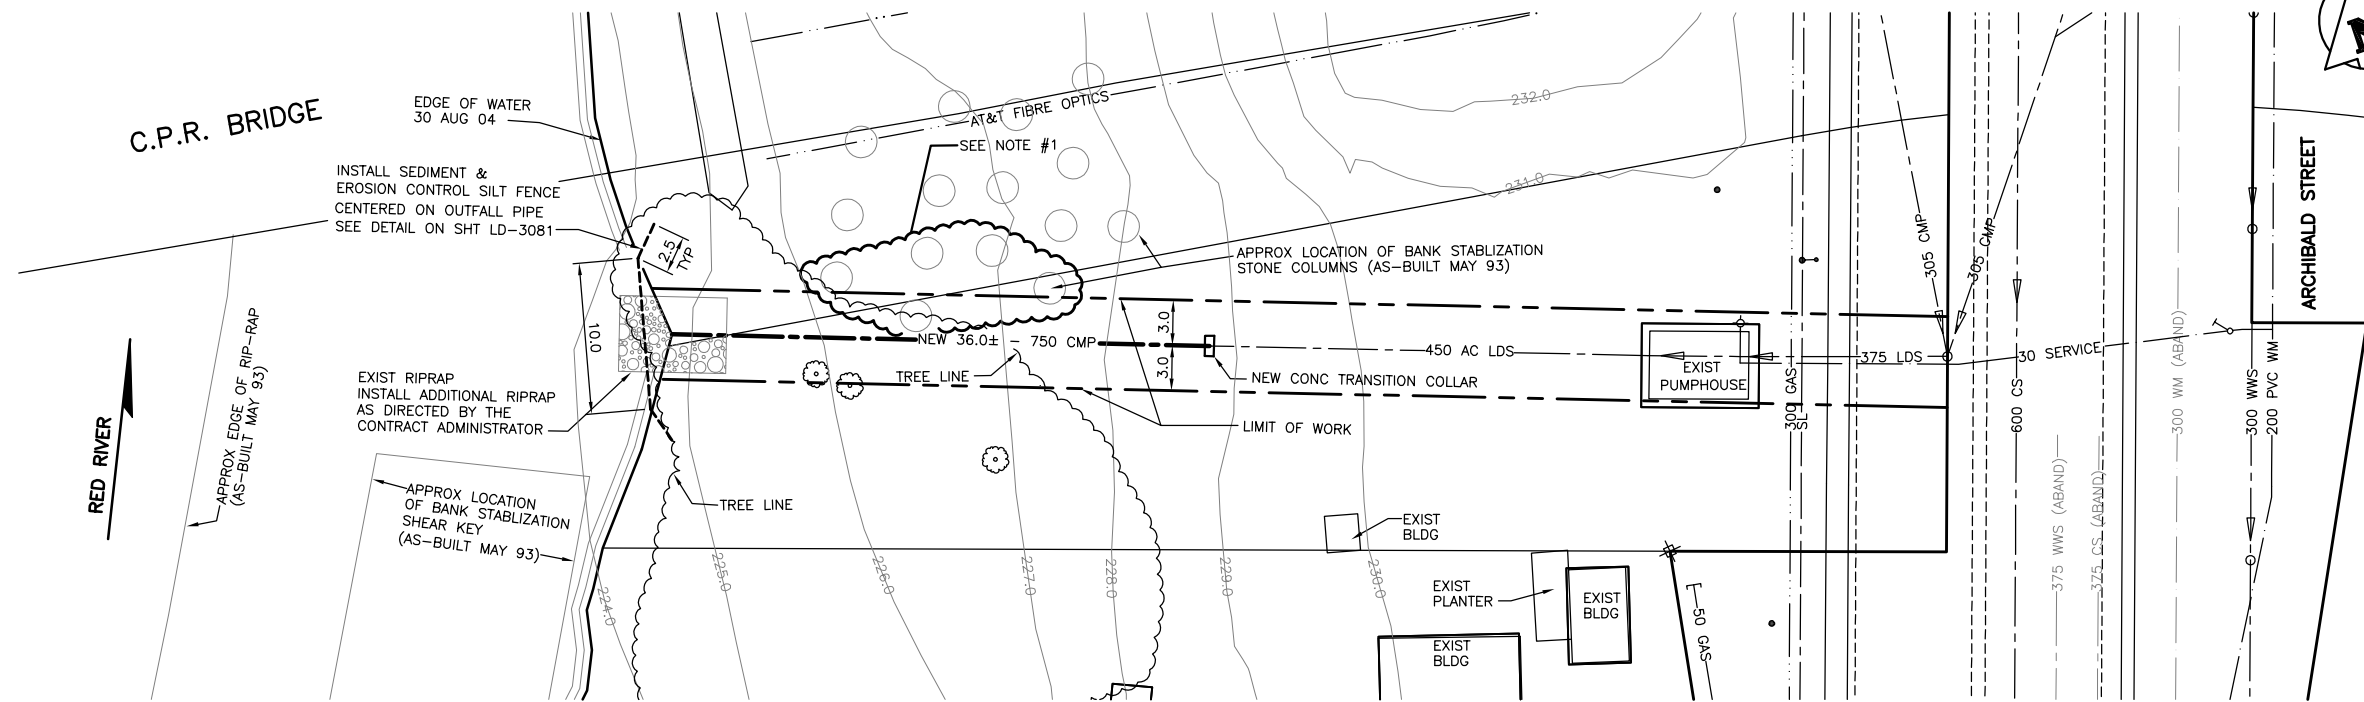 C.P.R. BRIDGE
EDGE OF WATER
30 AUG 04
INSTALL SEDIMENT &
EROSION CONTROL SILT FENCE
CENTERED ON OUTFALL PIPE
SEE DETAIL ON SHT LD-3081
2.5
TYP
10.0
AT&T FIBRE OPTICS
SEE NOTE #1
232.0
231.0
APPROX LOCATION OF BANK STABLIZATION
STONE COLUMNS (AS-BUILT MAY 93)
305 CMP
305 CMP
ARCHIBALD STREET
RED RIVER
APPROX EDGE OF RIP-RAP
(AS-BUILT MAY 93)
EXIST RIPRAP
INSTALL ADDITIONAL RIPRAP
AS DIRECTED BY THE
CONTRACT ADMINISTRATOR
NEW 36.0± - 750 CMP
TREE LINE
3.0
3.0
450 AC LDS
NEW CONC TRANSITION COLLAR
LIMIT OF WORK
EXIST
PUMPHOUSE
375 LDS
30 SERVICE
300 GAS
SL
600 CS
300 WM (ABAND)
300 WWS
200 PVC WM
375 WWS (ABAND)
375 CS (ABAND)
APPROX LOCATION
OF BANK STABLIZATION
SHEAR KEY
(AS-BUILT MAY 93)
TREE LINE
224.0
225.0
226.0
227.0
228.0
229.0
230.0
EXIST
BLDG
EXIST
PLANTER
EXIST
BLDG
EXIST
BLDG
50 GAS